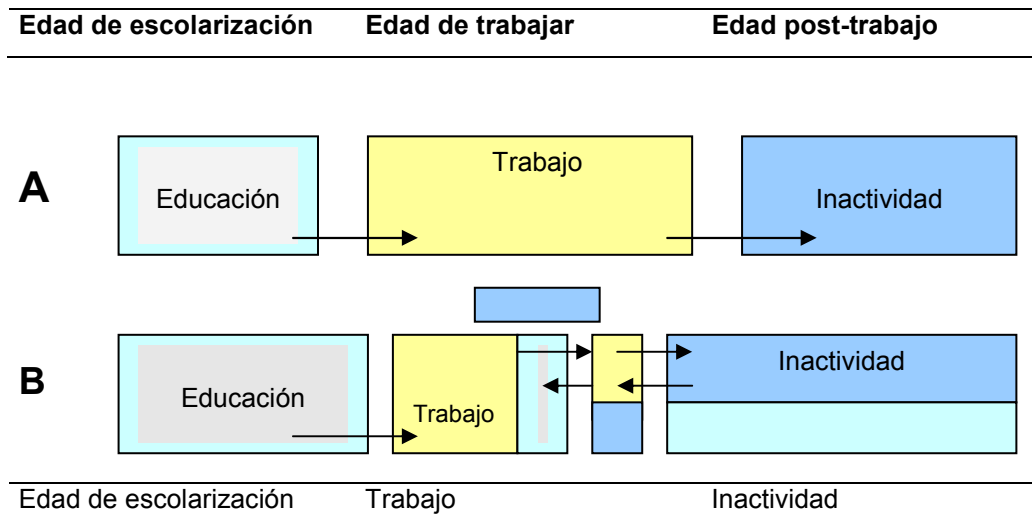 Edad de escolarización Edad de trabajar Edad post-trabajo
A
Educación
Trabajo
Inactividad
B
Educación
Trabajo
Inactividad
Edad de escolarización Trabajo Inactividad